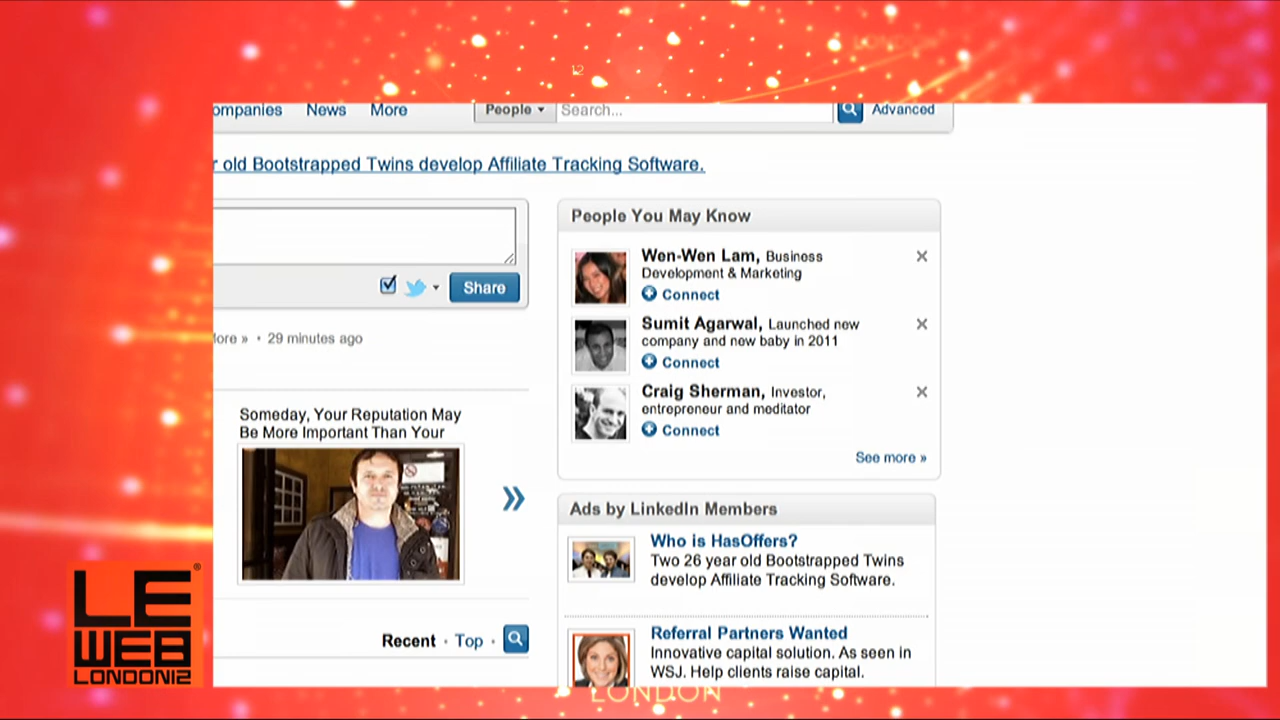 12
ompanies News More People Search... Advanced
r old Bootstrapped Twins develop Affiliate Tracking Software.
Share
ore » • 29 minutes ago
Someday, Your Reputation May
Be More Important Than Your
Recent · Top ·
People You May Know
Wen-Wen Lam, Business
Development & Marketing
Connect
Sumit Agarwal, Launched new
company and new baby in 2011
Connect
Craig Sherman, Investor,
entrepreneur and meditator
Connect
See more »
Ads by LinkedIn Members
Who is HasOffers?
Two 26 year old Bootstrapped Twins
develop Affiliate Tracking Software.
Referral Partners Wanted
Innovative capital solution. As seen in
WSJ. Help clients raise capital.
LE®
WEB
LONDON12
LONDON